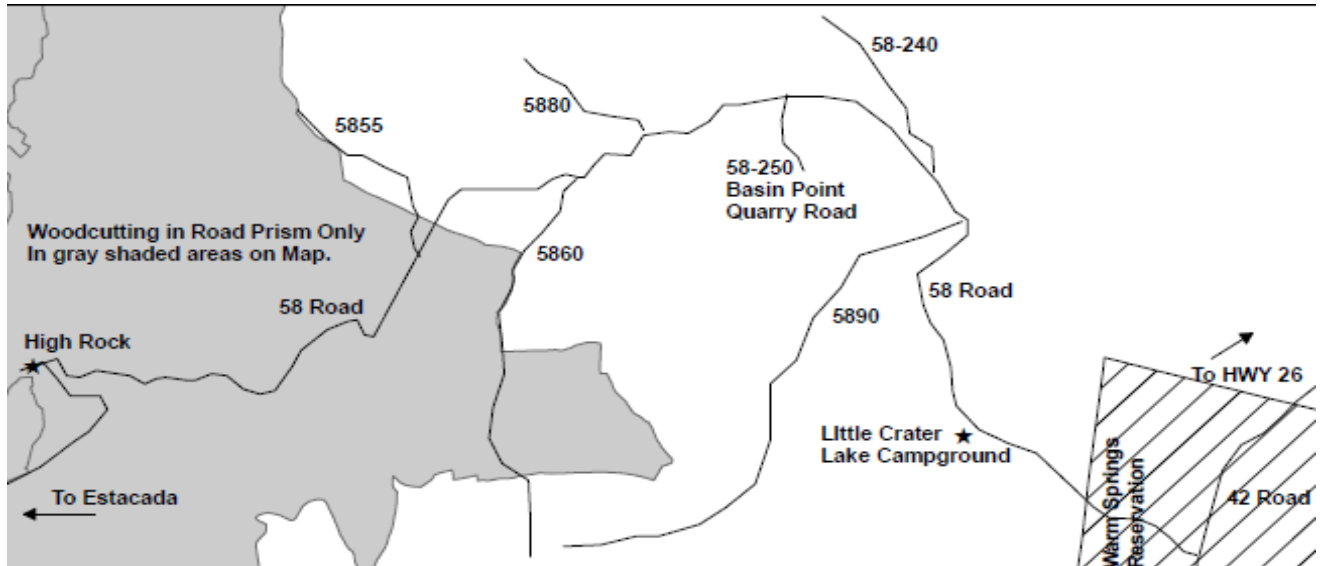 58-240
5880
5855
58-250
Basin Point
Quarry Road
Woodcutting in Road Prism Only
In gray shaded areas on Map.
5860
58 Road
58 Road
5890
High Rock
To HWY 26
LIttle Crater
Lake Campground
Warm Springs
Reservation
To Estacada
42 Road